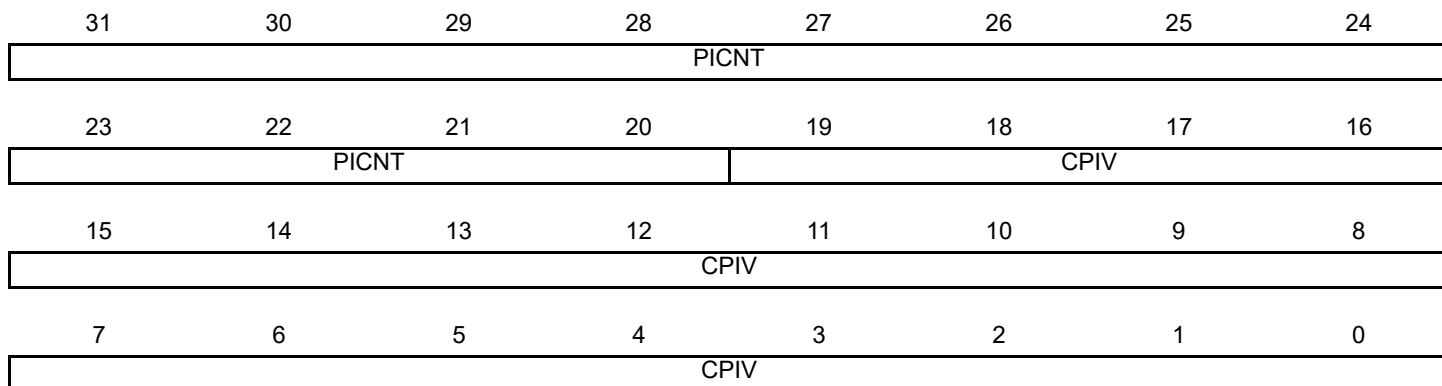 31 30 29 28 27 26 25 24
PICNT
23 22 21 20 19 18 17 16
PICNT CPIV
15 14 13 12 11 10 9 8
CPIV
7 6 5 4 3 2 1 0
CPIV